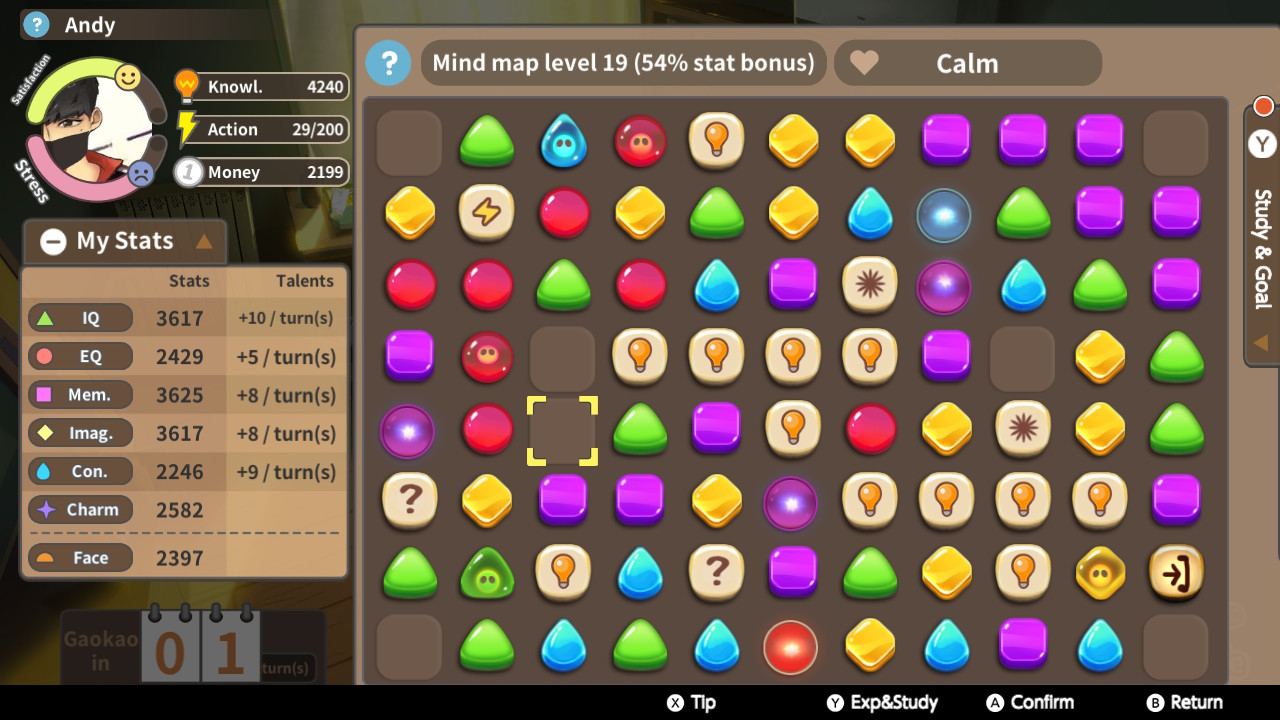 ? Andy
Satisfaction
Stress
Knowl. 4240
Action 29/200
1 Money 2199
My Stats
Stats Talents
IQ 3617 +10 / turn(s)
EQ 2429 +5 / turn(s)
Mem. 3625 +8 / turn(s)
Imag. 3617 +8 / turn(s)
Con. 2246 +9 / turn(s)
Charm 2582
Face 2397
Gaokao in 01 turn(s)
? Mind map level 19 (54% stat bonus) Calm
?
?
Y Study & Goal
X Tip Y Exp&Study A Confirm B Return